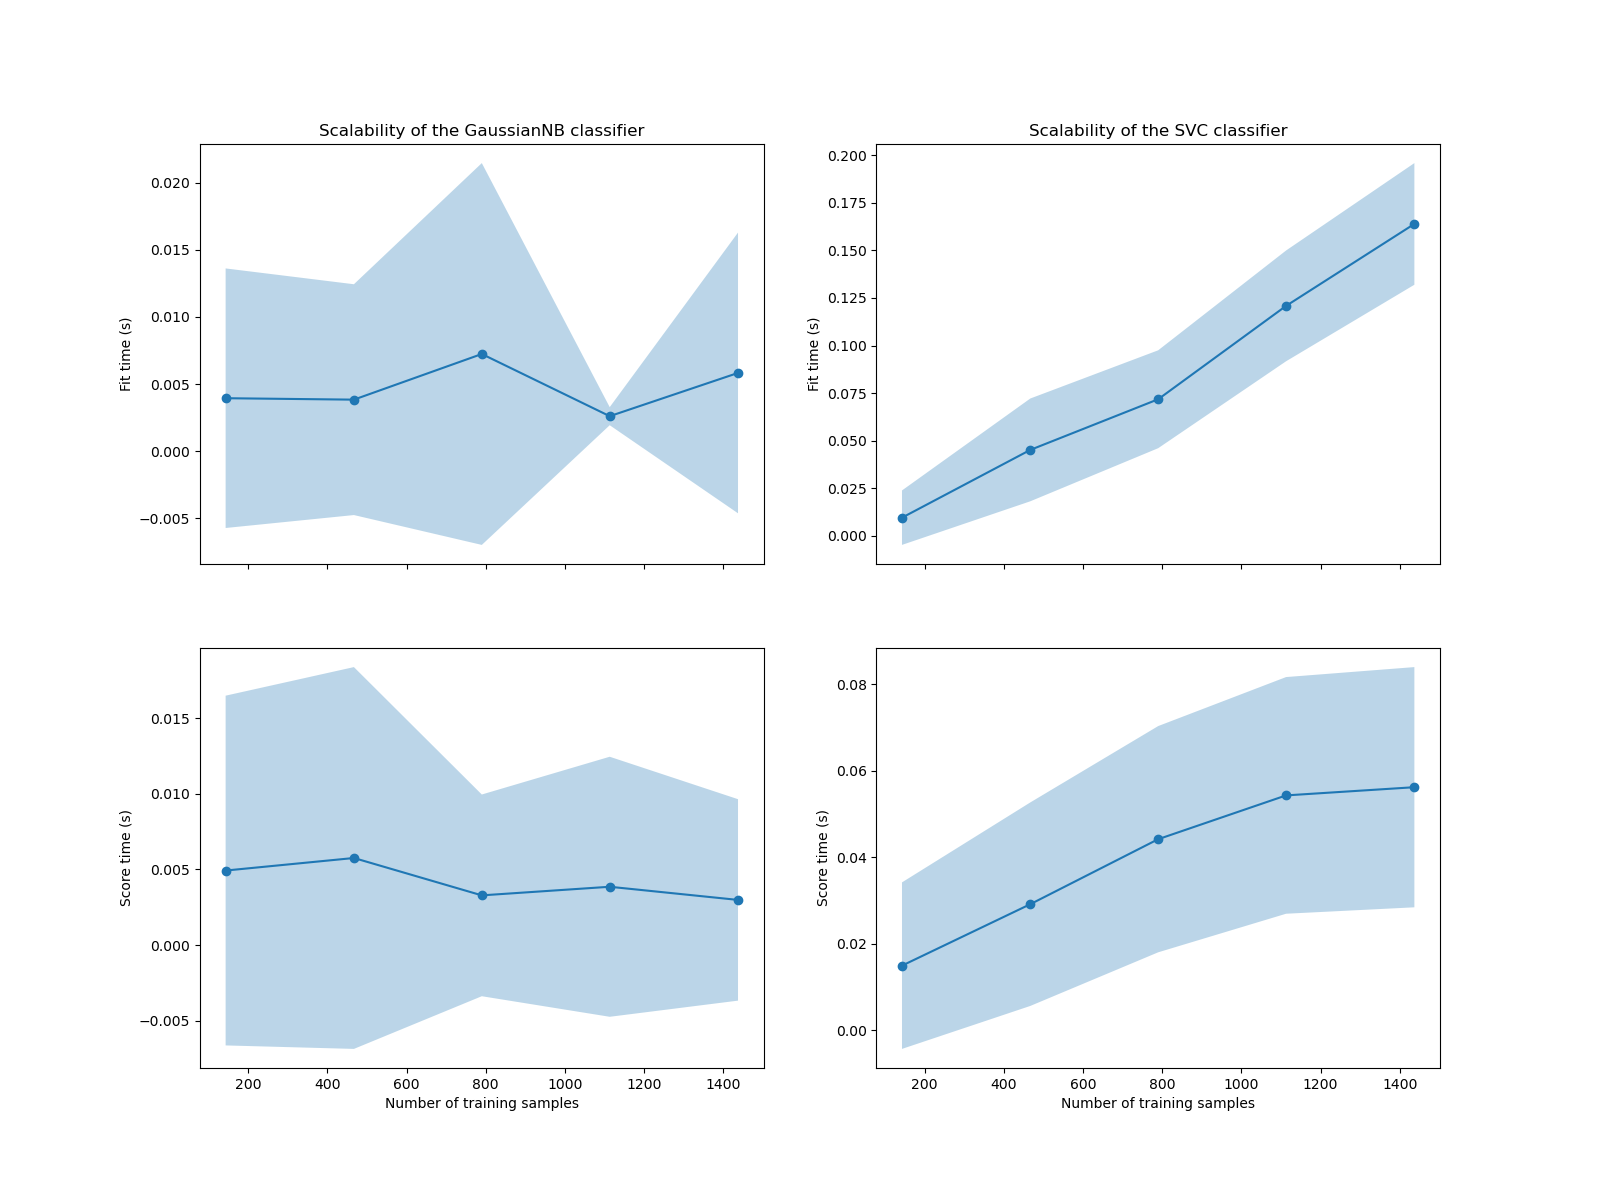 Scalability of the GaussianNB classifier
Fit time (s)
0.020
0.015
0.010
0.005
0.000
−0.005
Scalability of the SVC classifier
Fit time (s)
0.200
0.175
0.150
0.125
0.100
0.075
0.050
0.025
0.000
Score time (s)
0.015
0.010
0.005
0.000
−0.005
200 400 600 800 1000 1200 1400
Number of training samples
Score time (s)
0.08
0.06
0.04
0.02
0.00
200 400 600 800 1000 1200 1400
Number of training samples